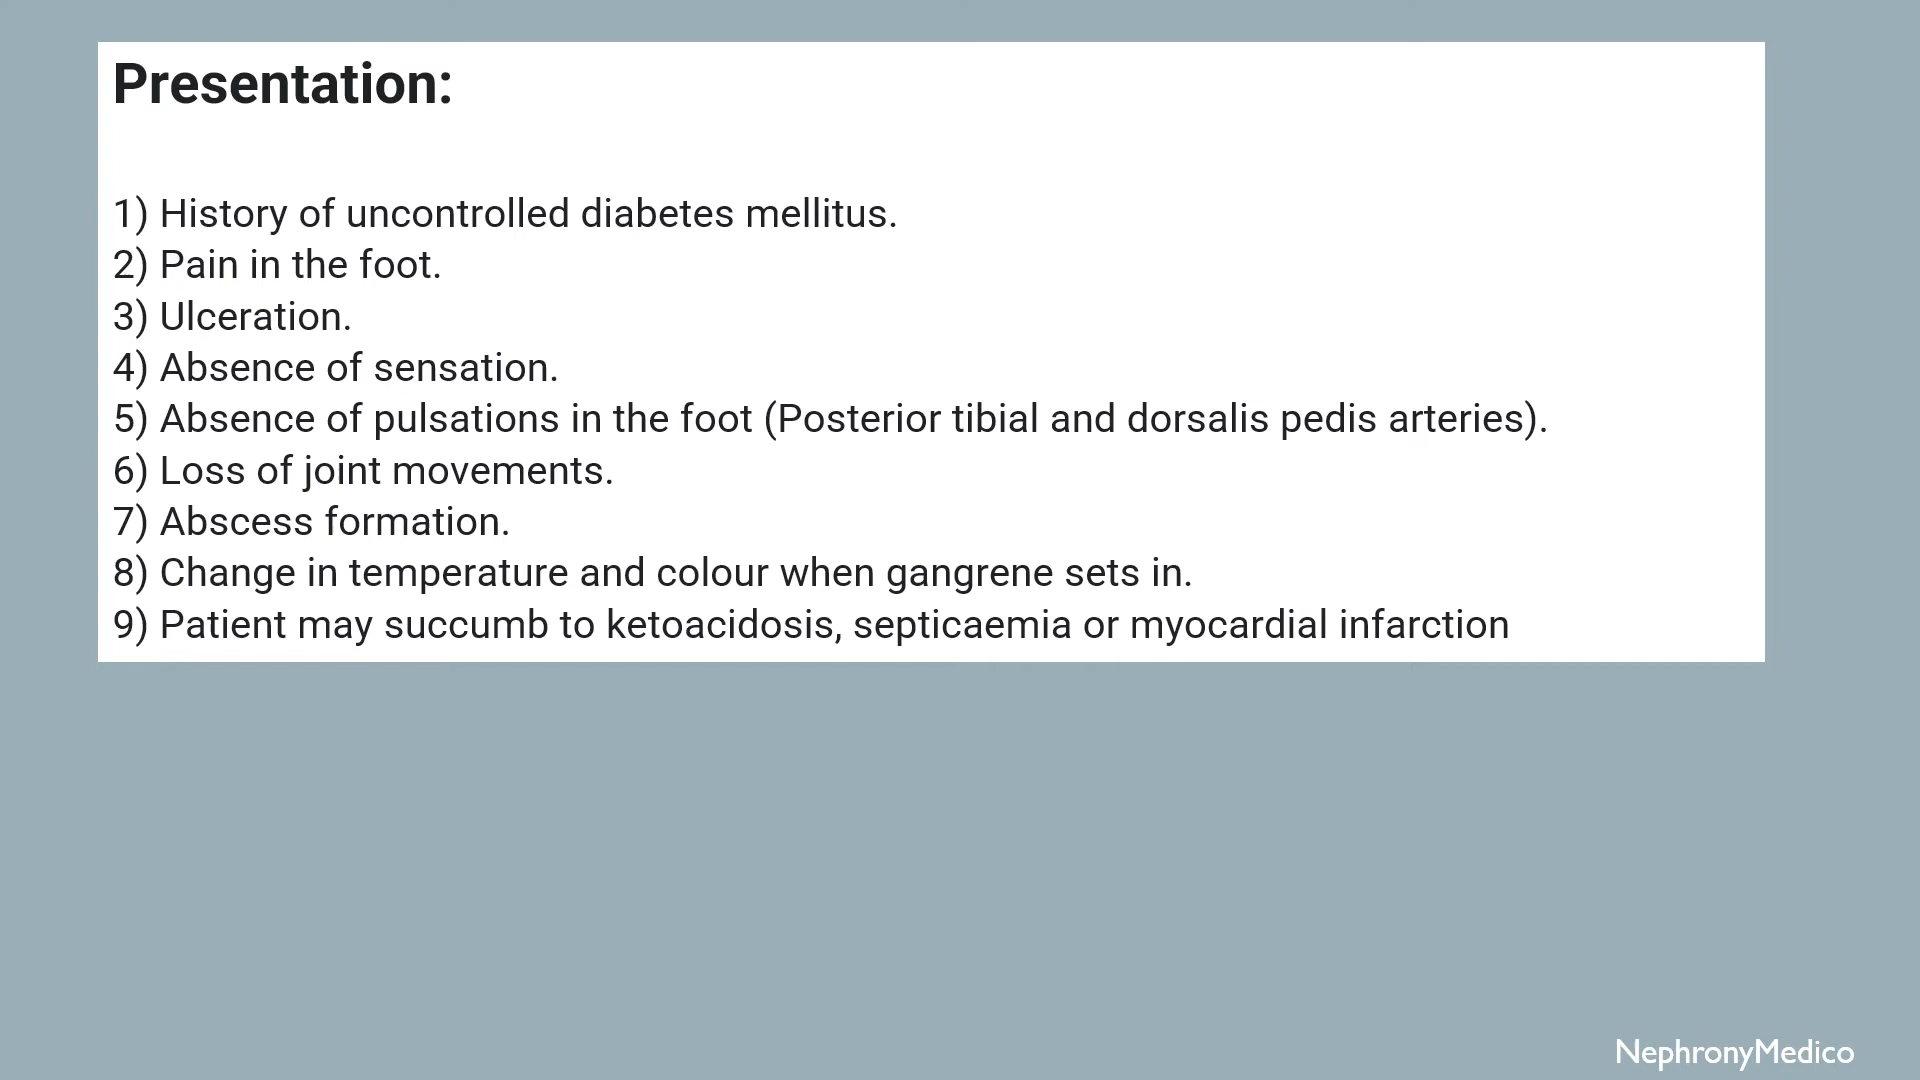 Presentation:
1) History of uncontrolled diabetes mellitus.
2) Pain in the foot.
3) Ulceration.
4) Absence of sensation.
5) Absence of pulsations in the foot (Posterior tibial and dorsalis pedis arteries).
6) Loss of joint movements.
7) Abscess formation.
8) Change in temperature and colour when gangrene sets in.
9) Patient may succumb to ketoacidosis, septicaemia or myocardial infarction
NephronyMedico